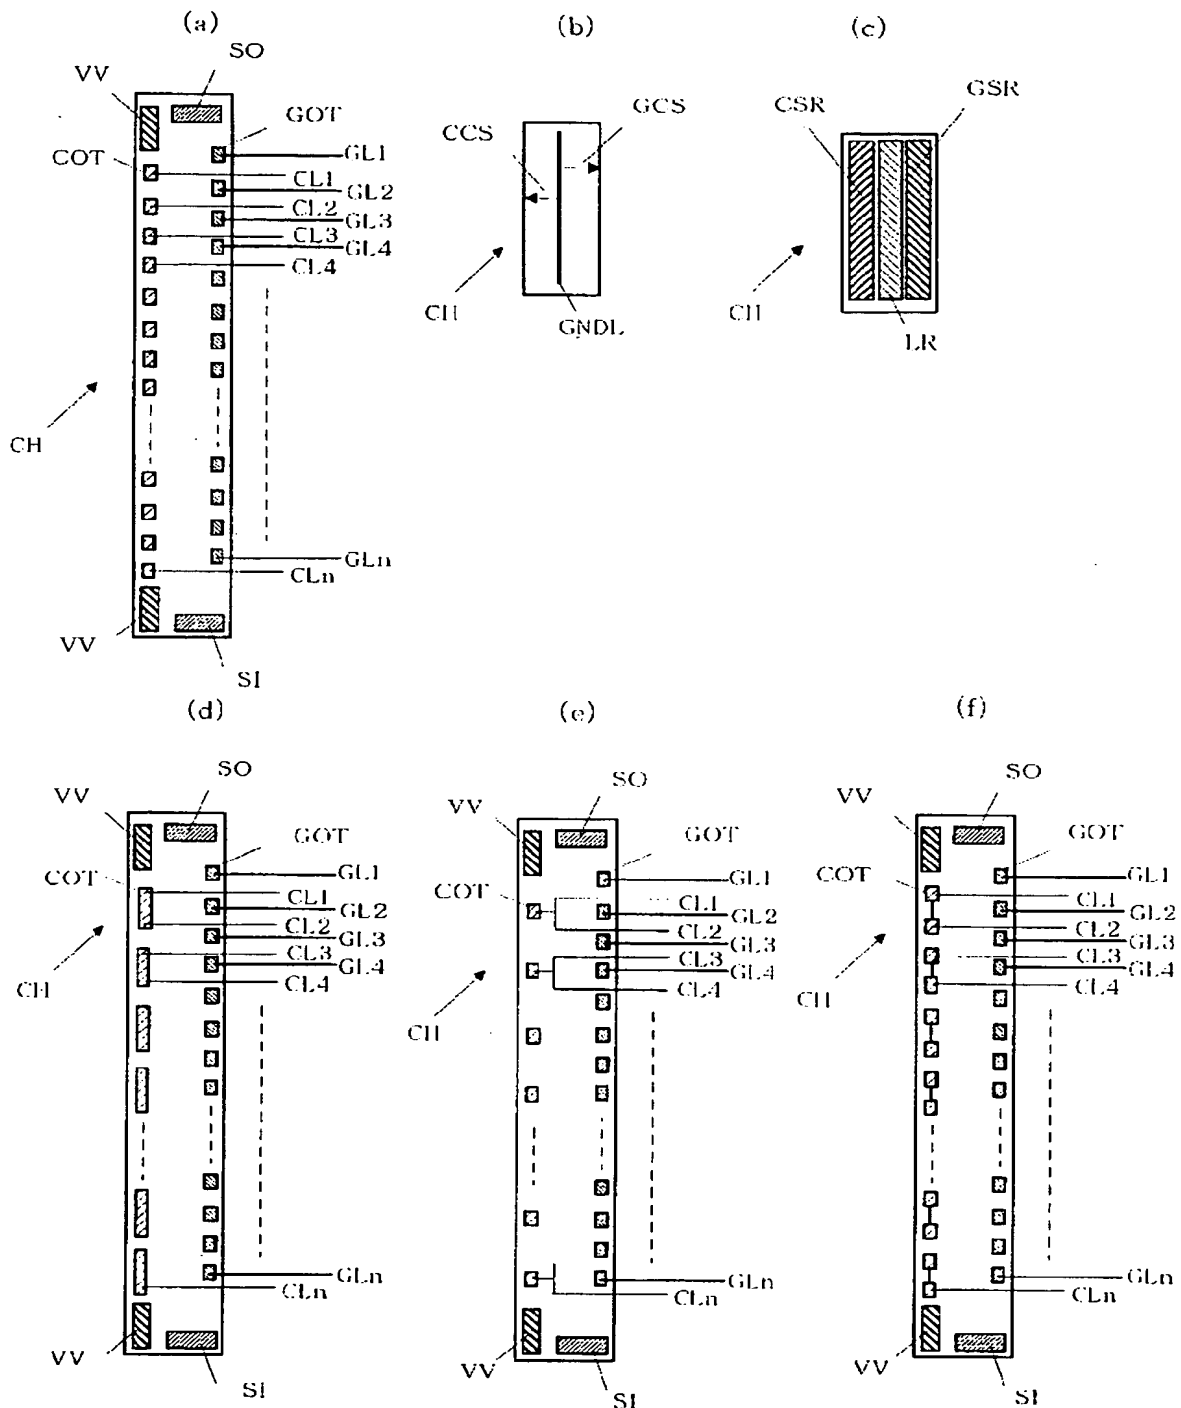 (a)
SO
VV
GOT
COT
GL1
CL1
GL2
CL2
GL3
CL3
GL4
CL4
CH
GLn
CLn
VV
SI
(b)
GCS
CCS
CH
GNDL
(c)
GSR
CSR
CH
LR
(d)
SO
VV
GOT
COT
GL1
CL1
GL2
CL2
GL3
CL3
GL4
CL4
CH
GLn
CLn
VV
SI
(e)
SO
VV
GOT
COT
GL1
CL1
GL2
CL2
GL3
CL3
GL4
CL4
CH
GLn
CLn
VV
SI
(f)
SO
VV
GOT
COT
GL1
CL1
GL2
CL2
GL3
CL3
GL4
CL4
CH
GLn
CLn
VV
SI